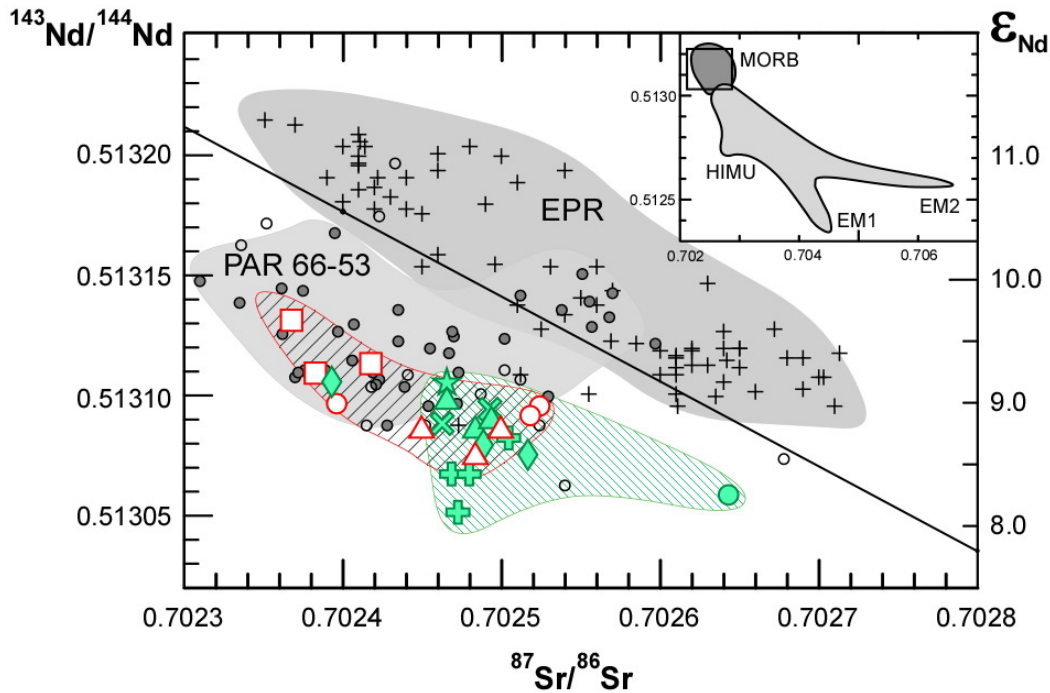 ¹⁴³Nd/¹⁴⁴Nd
εNd
MORB
0.5130
HIMU
0.5125
EM1
EM2
0.702
0.704
0.706
0.51320
11.0
EPR
PAR 66-53
0.51315
10.0
0.51310
9.0
0.51305
8.0
0.7023
0.7024
0.7025
0.7026
0.7027
0.7028
⁸⁷Sr/⁸⁶Sr